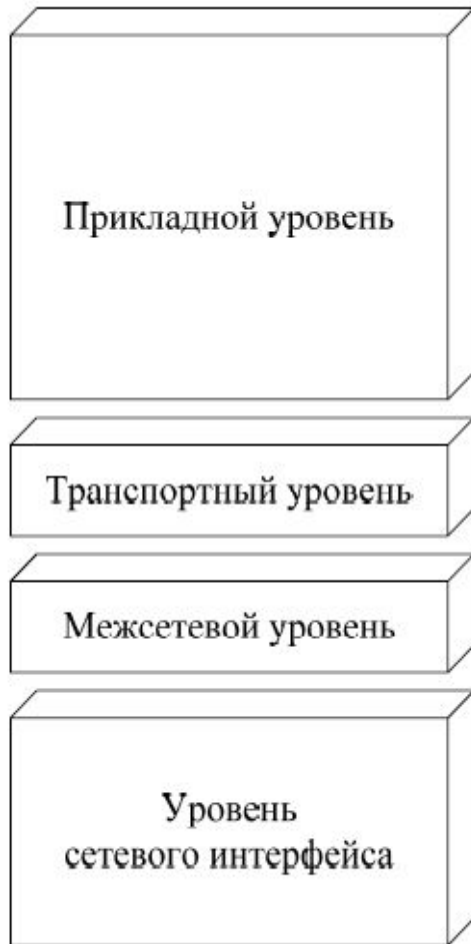 Прикладной уровень
Транспортный уровень
Межсетевой уровень
Уровень
сетевого интерфейса